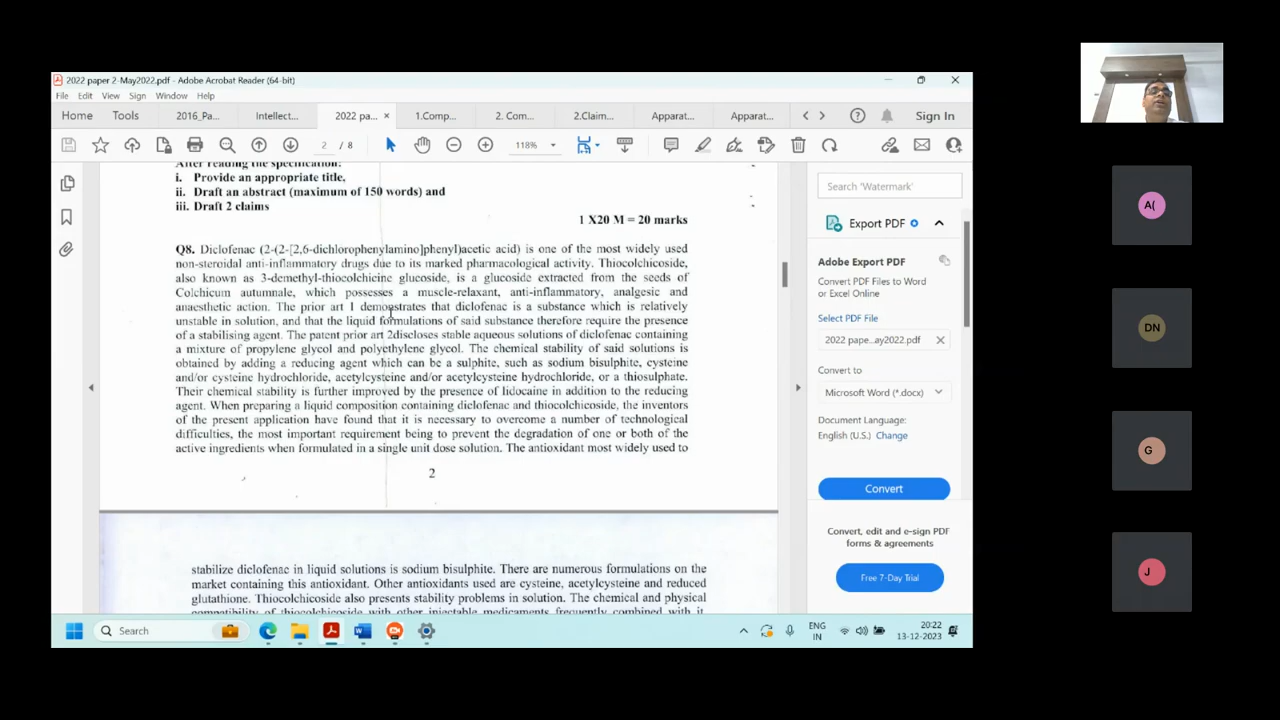 2022 paper 2-May2022.pdf - Adobe Acrobat Reader (64-bit)
File Edit View Sign Window Help
Home Tools 2016_Pa... Intellect... 2022 pa... × 1.Comp... 2. Com... 2.Claim... Apparat... Apparat... Sign In
2 / 8 118%
After reading the specification:
i. Provide an appropriate title,
ii. Draft an abstract (maximum of 150 words) and
iii. Draft 2 claims
1 X20 M = 20 marks
Q8. Diclofenac (2-(2-[2,6-dichlorophenylamino]phenyl)acetic acid) is one of the most widely used
non-steroidal anti-inflammatory drugs due to its marked pharmacological activity. Thiocolchicoside,
also known as 3-demethyl-thiocolchicine glucoside, is a glucoside extracted from the seeds of
Colchicum autumnale, which possesses a muscle-relaxant, anti-inflammatory, analgesic and
anaesthetic action. The prior art 1 demonstrates that diclofenac is a substance which is relatively
unstable in solution, and that the liquid formulations of said substance therefore require the presence
of a stabilising agent. The patent prior art 2discloses stable aqueous solutions of diclofenac containing
a mixture of propylene glycol and polyethylene glycol. The chemical stability of said solutions is
obtained by adding a reducing agent which can be a sulphite, such as sodium bisulphite, cysteine
and/or cysteine hydrochloride, acetylcysteine and/or acetylcysteine hydrochloride, or a thiosulphate.
Their chemical stability is further improved by the presence of lidocaine in addition to the reducing
agent. When preparing a liquid composition containing diclofenac and thiocolchicoside, the inventors
of the present application have found that it is necessary to overcome a number of technological
difficulties, the most important requirement being to prevent the degradation of one or both of the
active ingredients when formulated in a single unit dose solution. The antioxidant most widely used to
2
stabilize diclofenac in liquid solutions is sodium bisulphite. There are numerous formulations on the
market containing this antioxidant. Other antioxidants used are cysteine, acetylcysteine and reduced
glutathione. Thiocolchicoside also presents stability problems in solution. The chemical and physical
compatibility of thiocolchicoside with other injectable medicaments frequently combined with it,
Search 'Watermark'
Export PDF
Adobe Export PDF
Convert PDF Files to Word
or Excel Online
Select PDF File
2022 pape...ay2022.pdf ×
Convert to
Microsoft Word (*.docx)
Document Language:
English (U.S.) Change
Convert
Convert, edit and e-sign PDF
forms & agreements
Free 7-Day Trial
Search
ENG
IN
20:22
13-12-2023
A(
DN
G
J